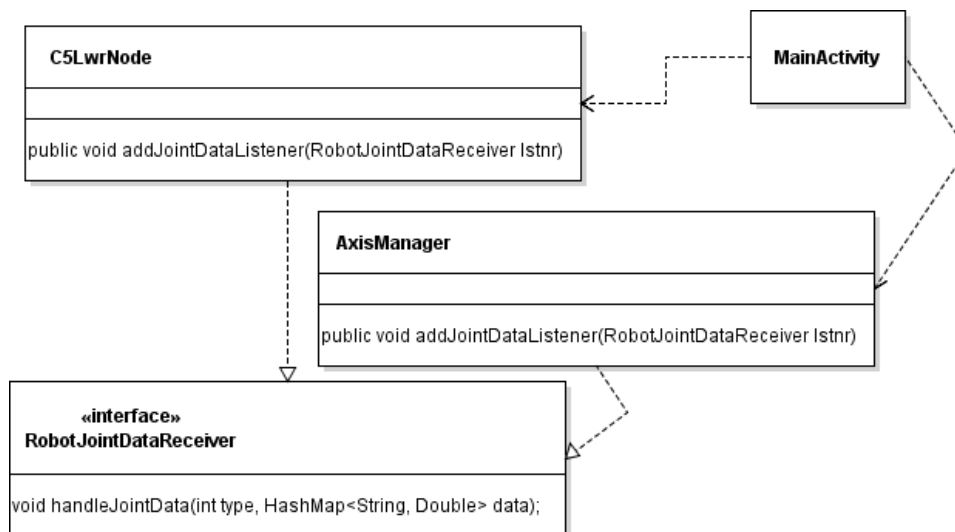 C5LwrNode
public void addJointDataListener(RobotJointDataReceiver lstnr)
MainActivity
AxisManager
public void addJointDataListener(RobotJointDataReceiver lstnr)
«interface»
RobotJointDataReceiver
void handleJointData(int type, HashMap<String, Double> data);